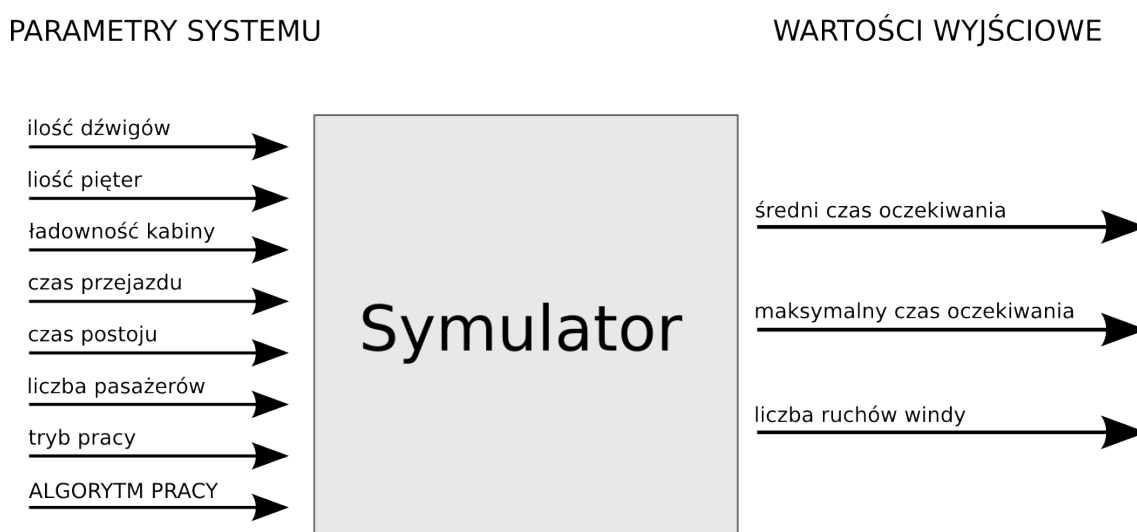 PARAMETRY SYSTEMU
WARTOŚCI WYJŚCIOWE
ilość dźwigów
liość pięter
ładowność kabiny
czas przejazdu
czas postoju
liczba pasażerów
tryb pracy
ALGORYTM PRACY
Symulator
średni czas oczekiwania
maksymalny czas oczekiwania
liczba ruchów windy